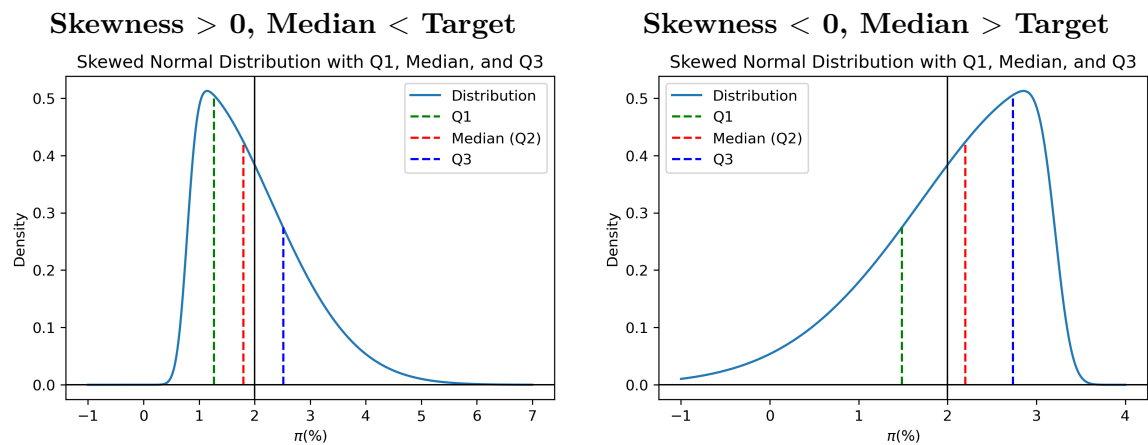 Skewness > 0, Median < Target
Skewed Normal Distribution with Q1, Median, and Q3
Distribution
Q1
Median (Q2)
Q3
Density
0.5
0.4
0.3
0.2
0.1
0.0
−1 0 1 2 3 4 5 6 7
π(%)
Skewness < 0, Median > Target
Skewed Normal Distribution with Q1, Median, and Q3
Distribution
Q1
Median (Q2)
Q3
Density
0.5
0.4
0.3
0.2
0.1
0.0
−1 0 1 2 3 4
π(%)